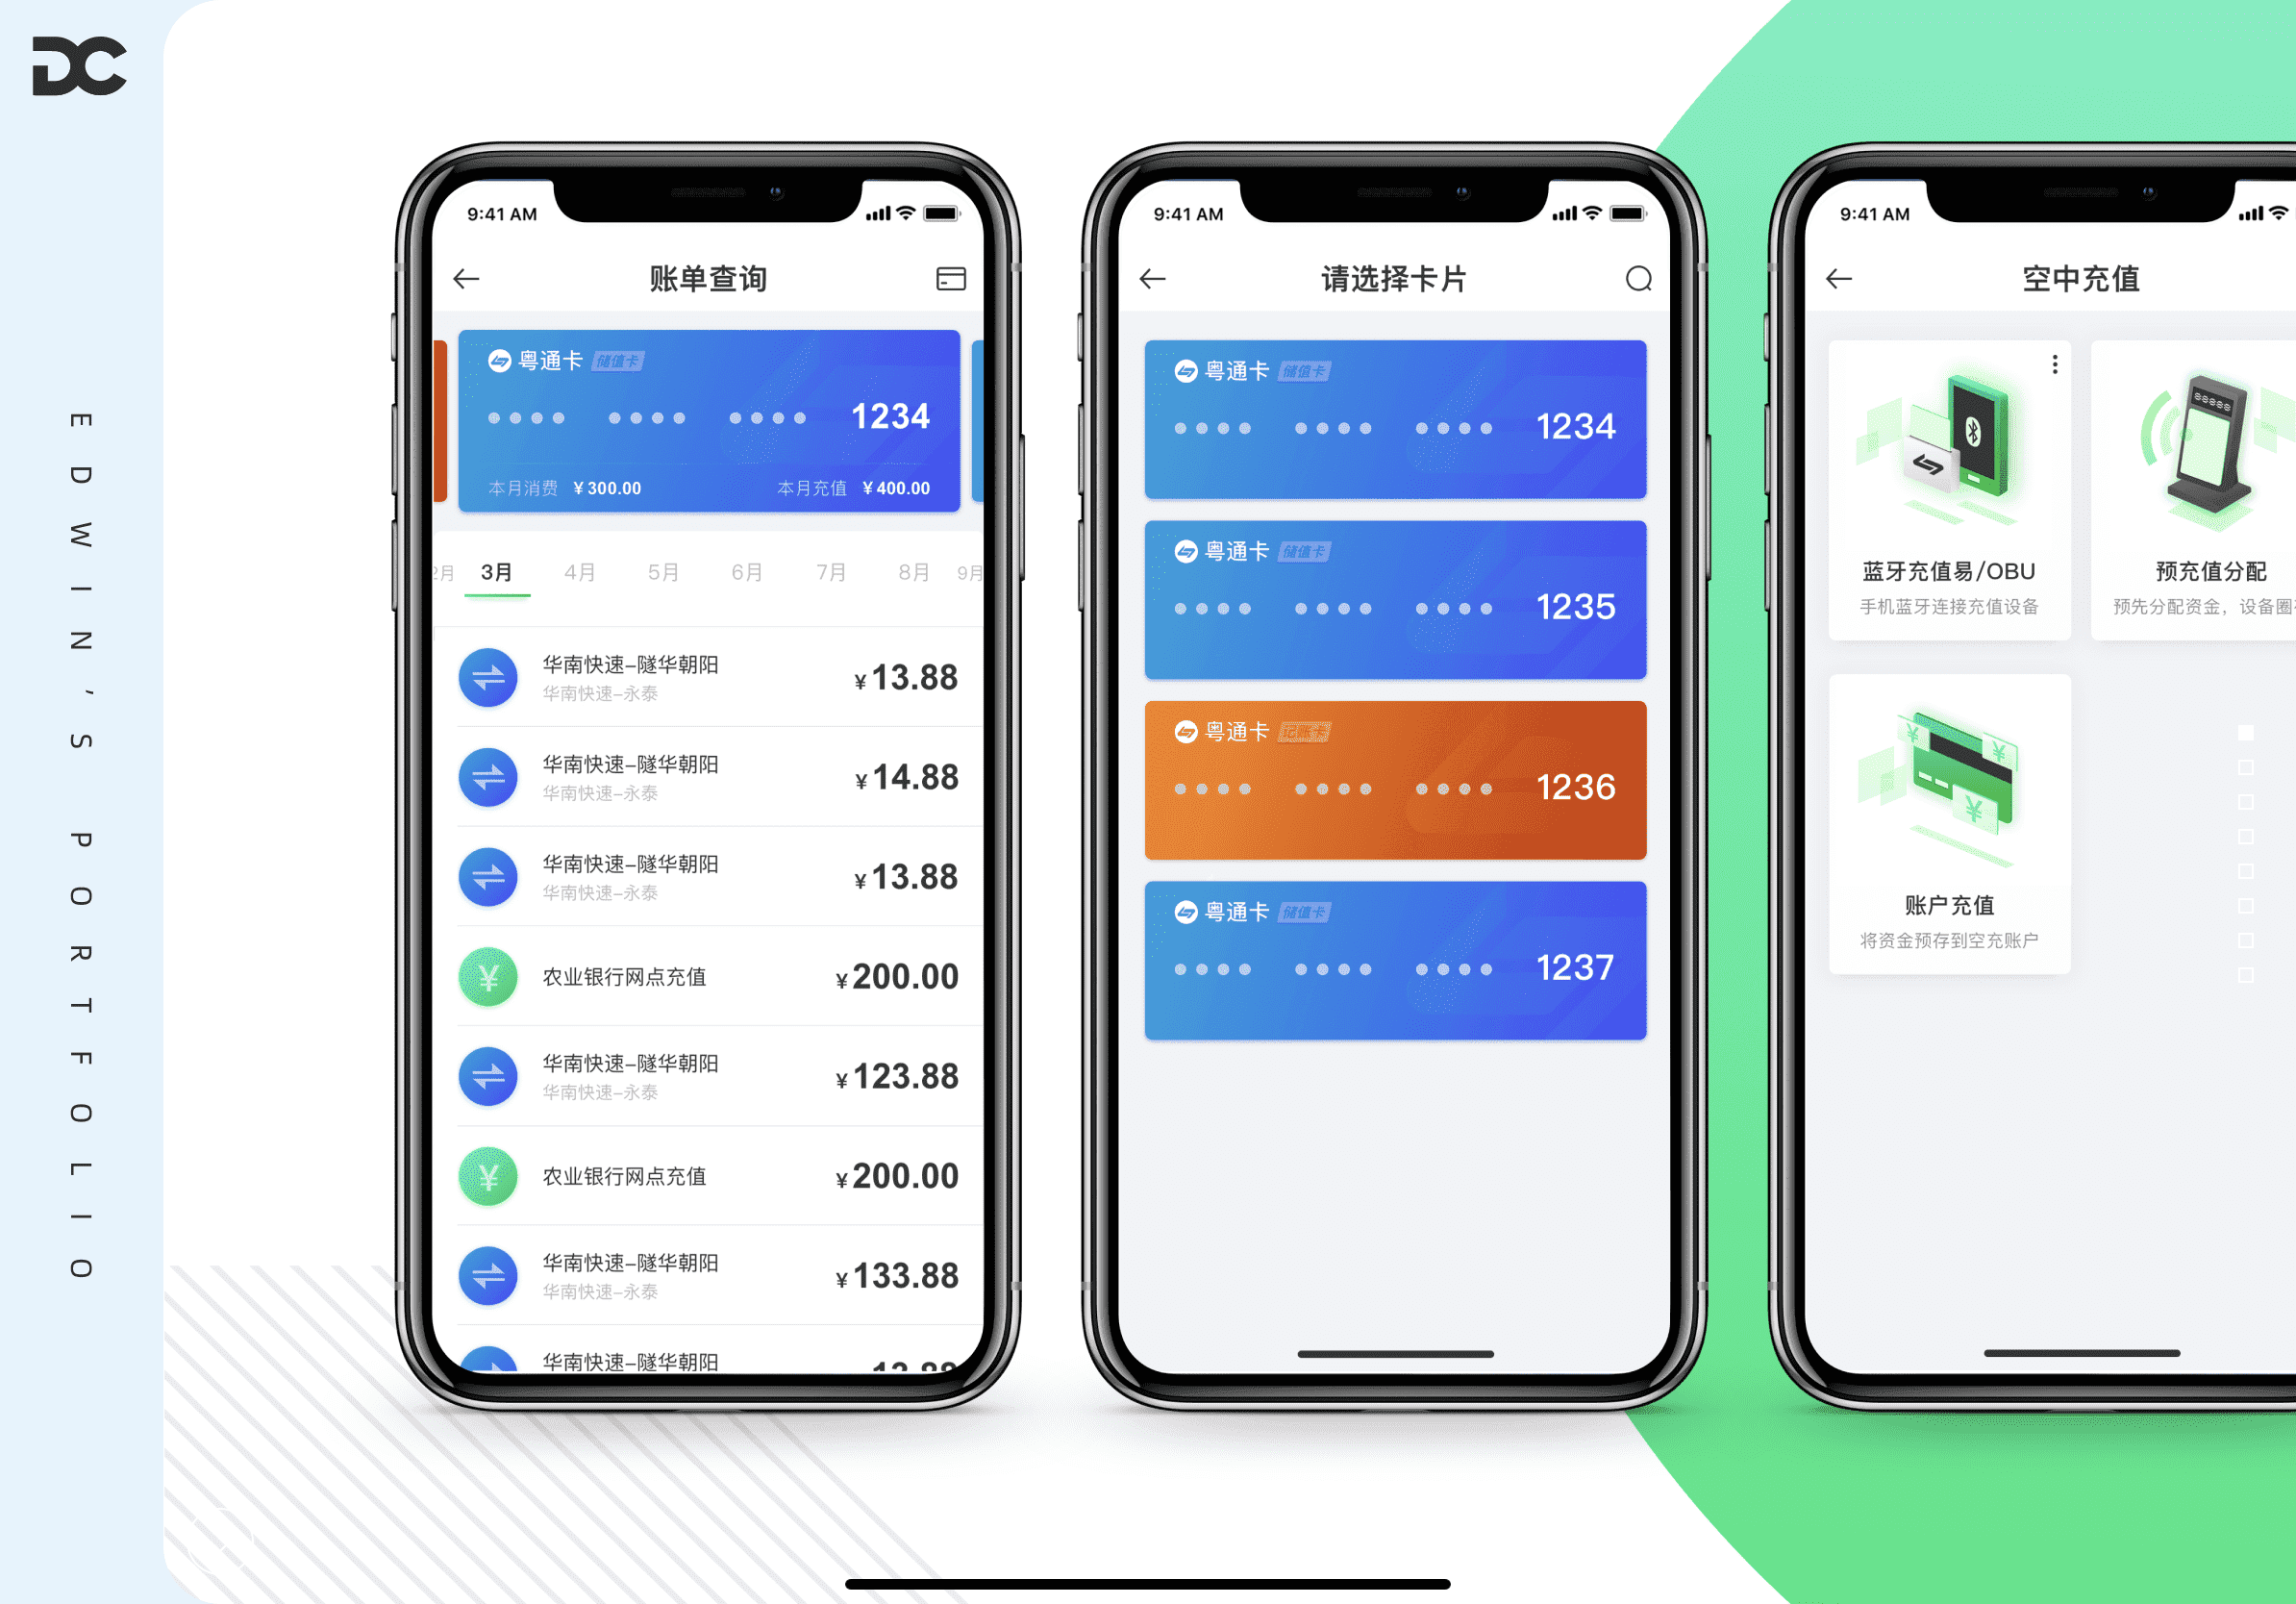 DC
EDWIN'S PORTFOLIO
9:41 AM
账单查询
粤通卡 储值卡
1234
本月消费 ¥300.00 本月充值 ¥400.00
3月 4月 5月 6月 7月 8月 9月
华南快速–隧华朝阳
华南快速–永泰
¥13.88
华南快速–隧华朝阳
华南快速–永泰
¥14.88
华南快速–隧华朝阳
华南快速–永泰
¥13.88
农业银行网点充值
¥200.00
华南快速–隧华朝阳
华南快速–永泰
¥123.88
农业银行网点充值
¥200.00
华南快速–隧华朝阳
华南快速–永泰
¥133.88
华南快速–隧华朝阳
9:41 AM
请选择卡片
粤通卡 储值卡
1234
粤通卡 储值卡
1235
粤通卡 记账卡
1236
粤通卡 储值卡
1237
9:41 AM
空中充值
蓝牙充值易/OBU
手机蓝牙连接充值设备
预充值分配
预先分配资金，设备圈
账户充值
将资金预存到空充账户